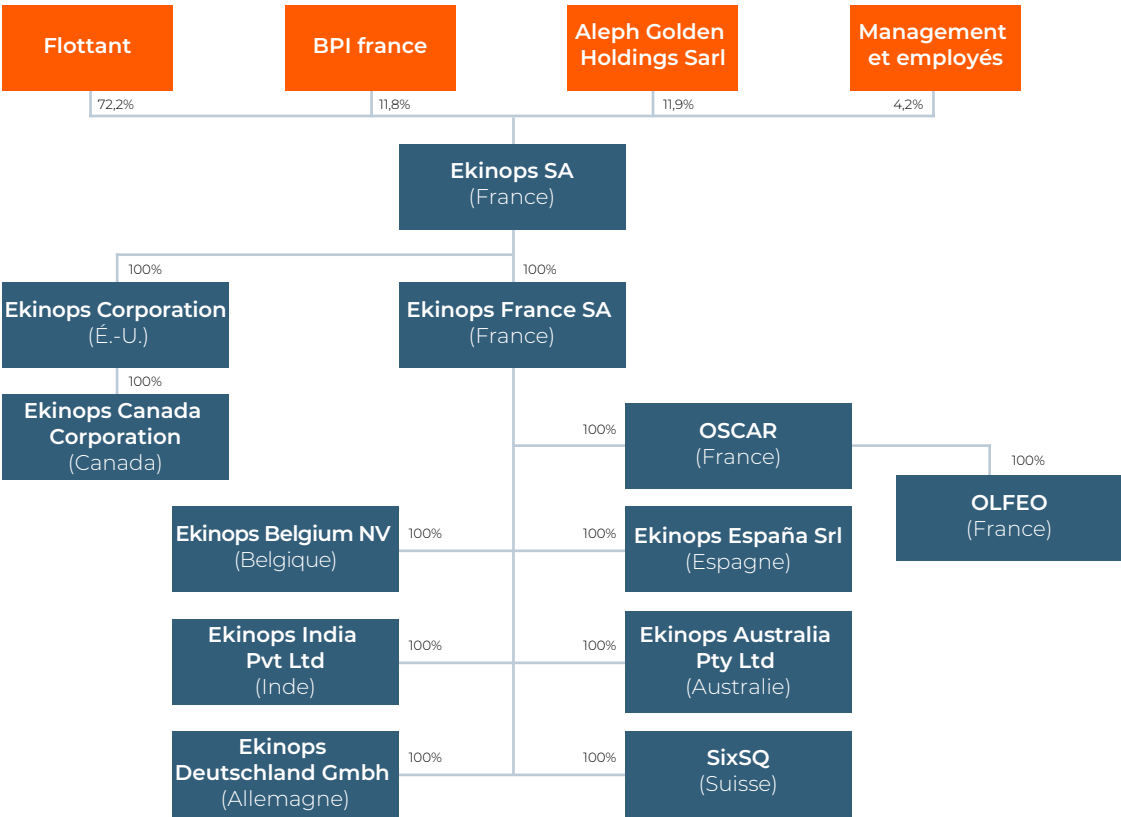 Flottant
BPI france
Aleph Golden
Holdings Sarl
Management
et employés
72,2%
11,8%
11,9%
4,2%
Ekinops SA
(France)
100%
100%
Ekinops Corporation
(É.-U.)
Ekinops France SA
(France)
100%
Ekinops Canada
Corporation
(Canada)
100%
OSCAR
(France)
100%
OLFEO
(France)
Ekinops Belgium NV
(Belgique)
100%
100%
Ekinops España Srl
(Espagne)
Ekinops India
Pvt Ltd
(Inde)
100%
100%
Ekinops Australia
Pty Ltd
(Australie)
Ekinops
Deutschland Gmbh
(Allemagne)
100%
100%
SixSQ
(Suisse)